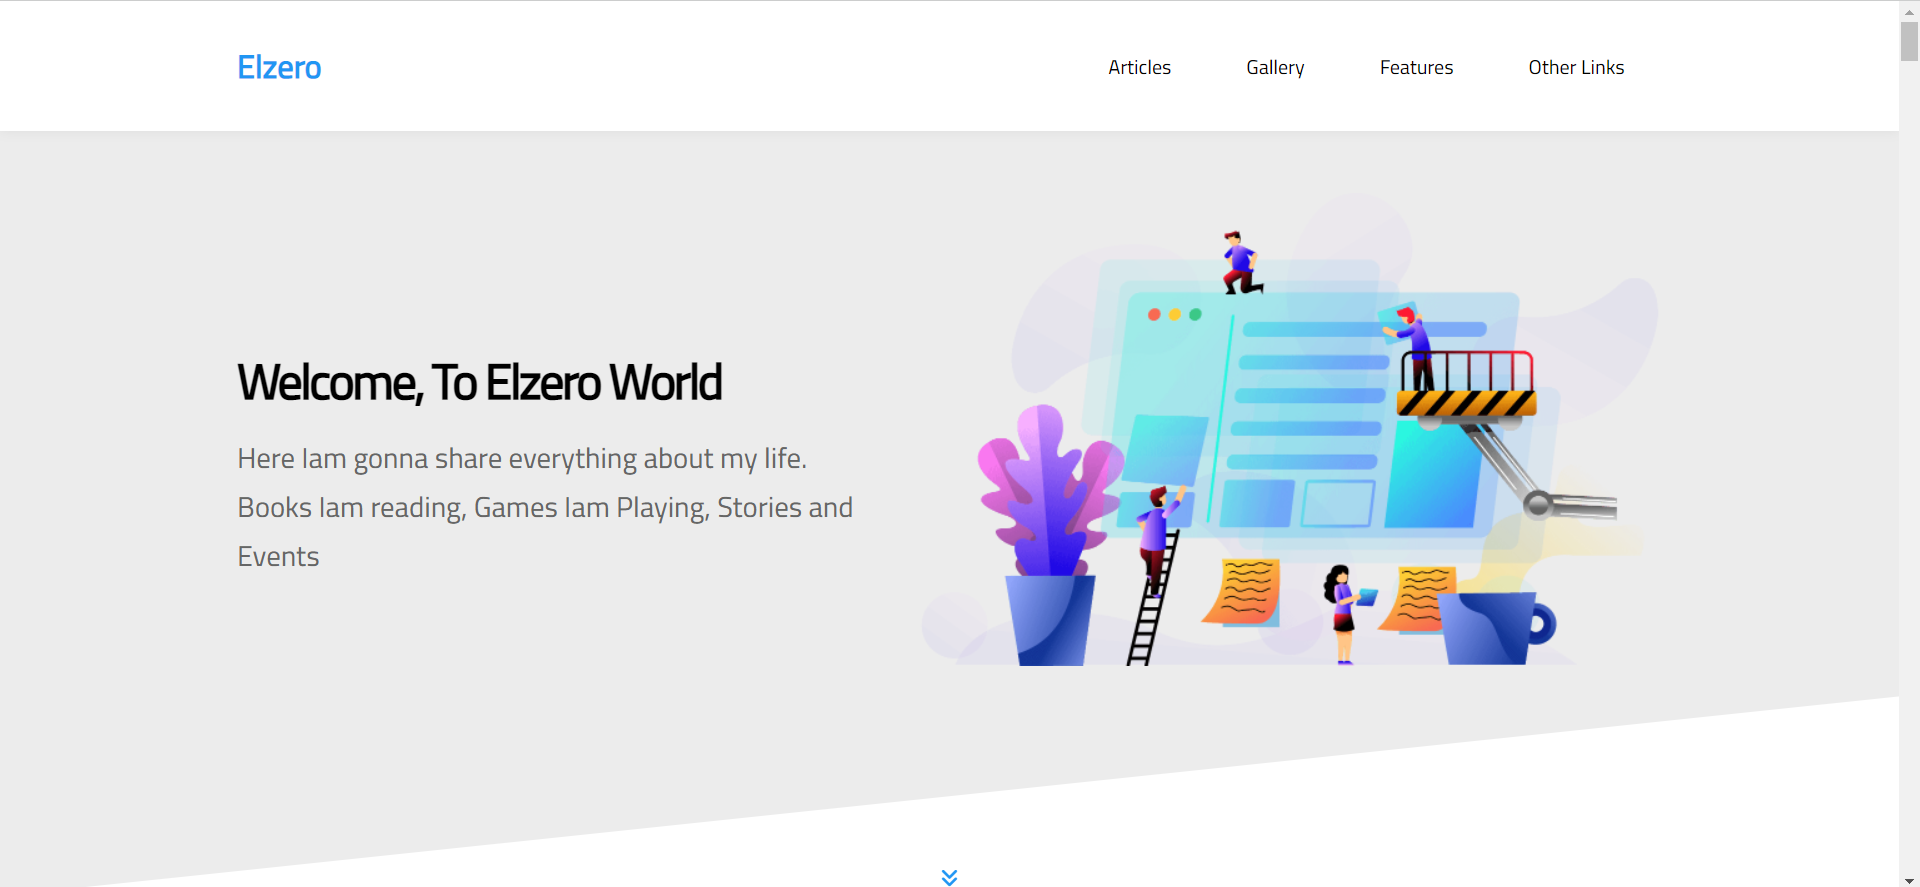 Elzero
Articles
Gallery
Features
Other Links
Welcome, To Elzero World
Here Iam gonna share everything about my life.
Books Iam reading, Games Iam Playing, Stories and
Events